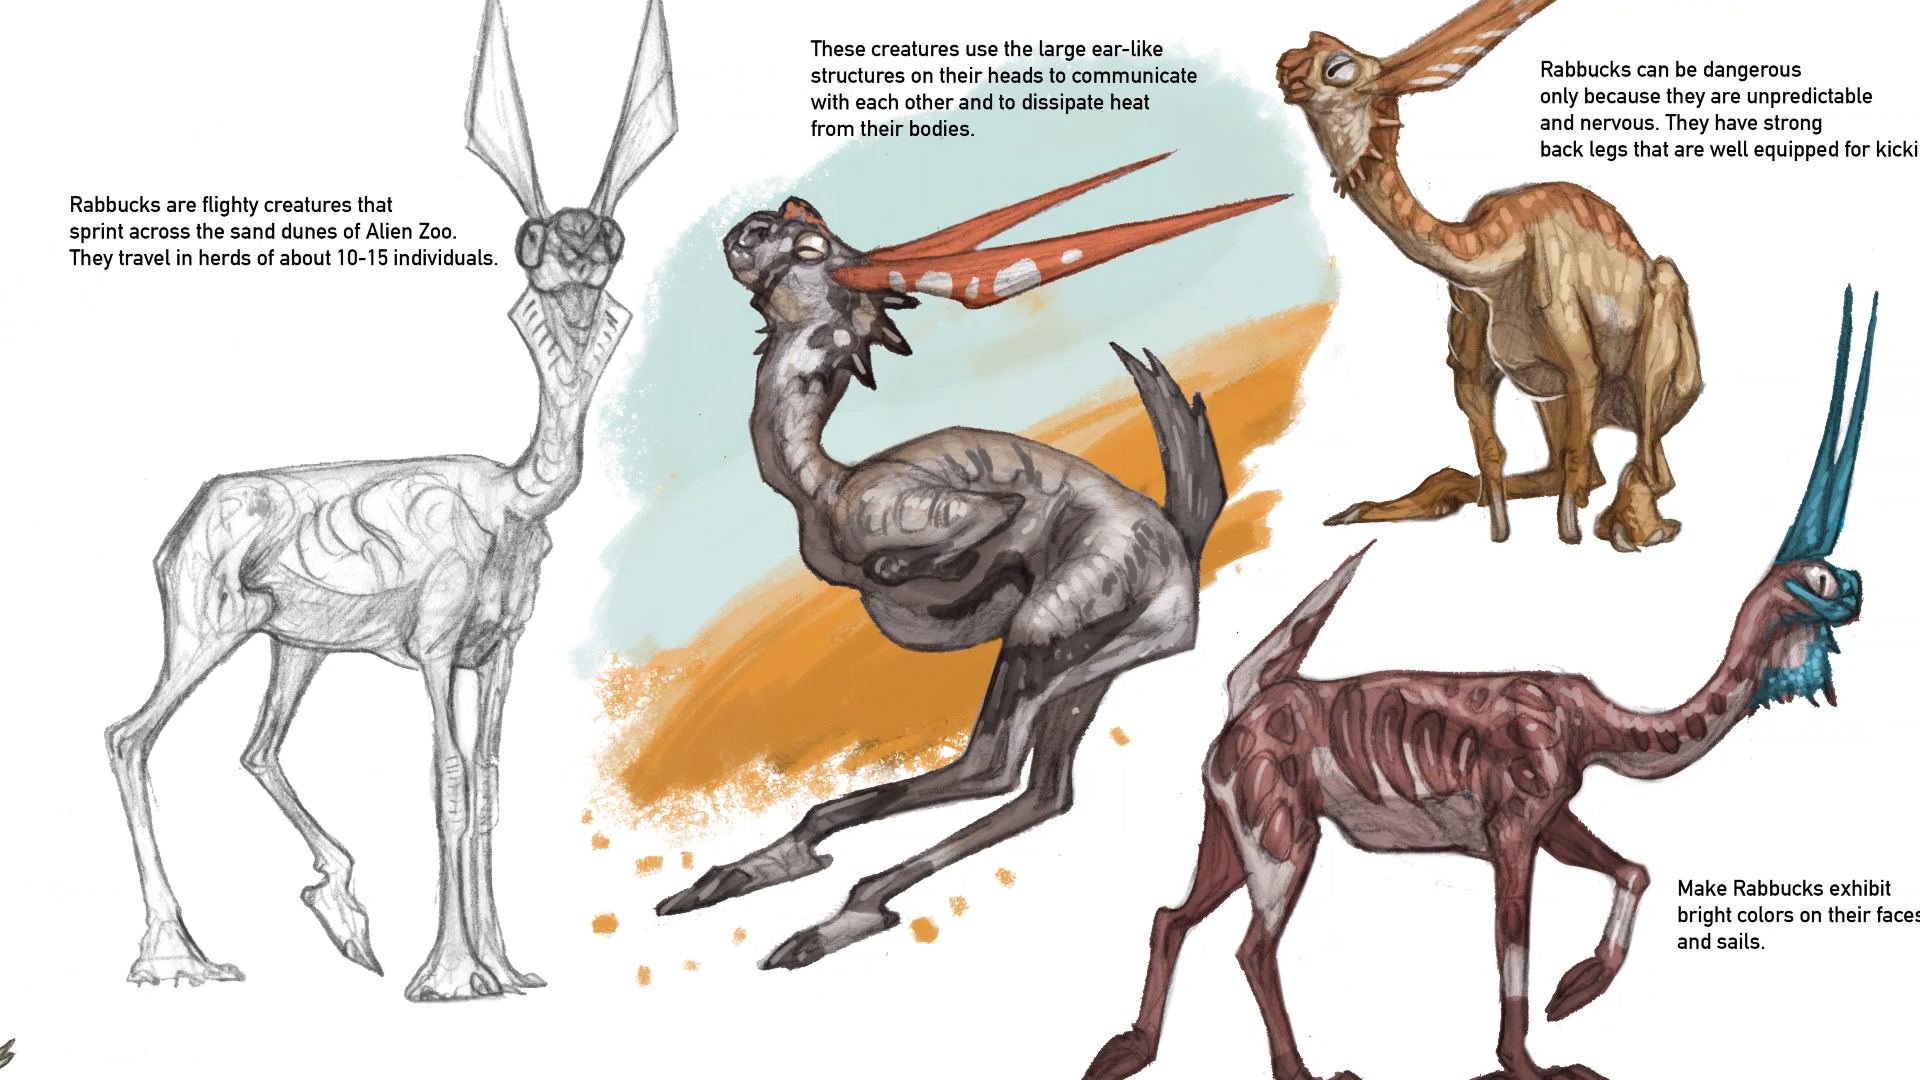 Rabbucks are flighty creatures that
sprint across the sand dunes of Alien Zoo.
They travel in herds of about 10-15 individuals.
These creatures use the large ear-like
structures on their heads to communicate
with each other and to dissipate heat
from their bodies.
Rabbucks can be dangerous
only because they are unpredictable
and nervous. They have strong
back legs that are well equipped for kicki
Make Rabbucks exhibit
bright colors on their faces
and sails.